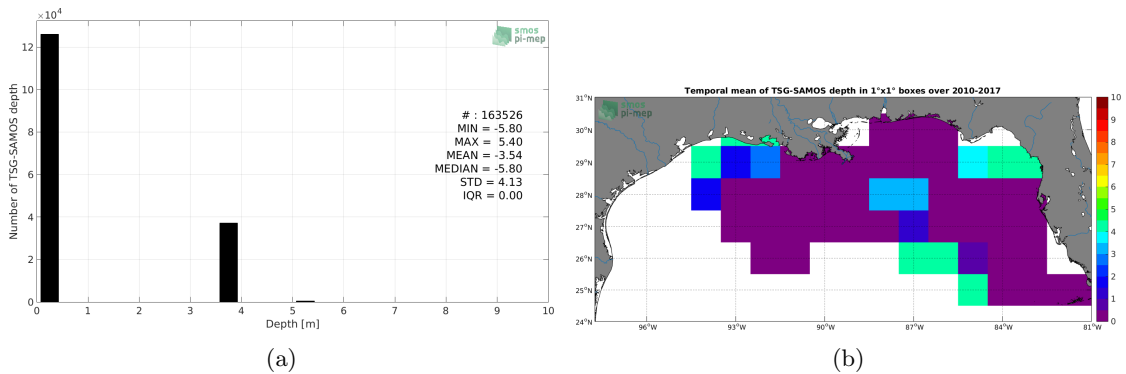 ×10⁴
smos
pi-mep
12
10
8
6
4
2
0
Number of TSG-SAMOS depth
# : 163526
MIN = -5.80
MAX = 5.40
MEAN = -3.54
MEDIAN = -5.80
STD = 4.13
IQR = 0.00
0 1 2 3 4 5 6 7 8 9 10
Depth [m]
(a)
Temporal mean of TSG-SAMOS depth in 1°x1° boxes over 2010-2017
smos
pi-mep
31°N
30°N
29°N
28°N
27°N
26°N
25°N
24°N
96°W 93°W 90°W 87°W 84°W 81°W
10
9
8
7
6
5
4
3
2
1
0
(b)